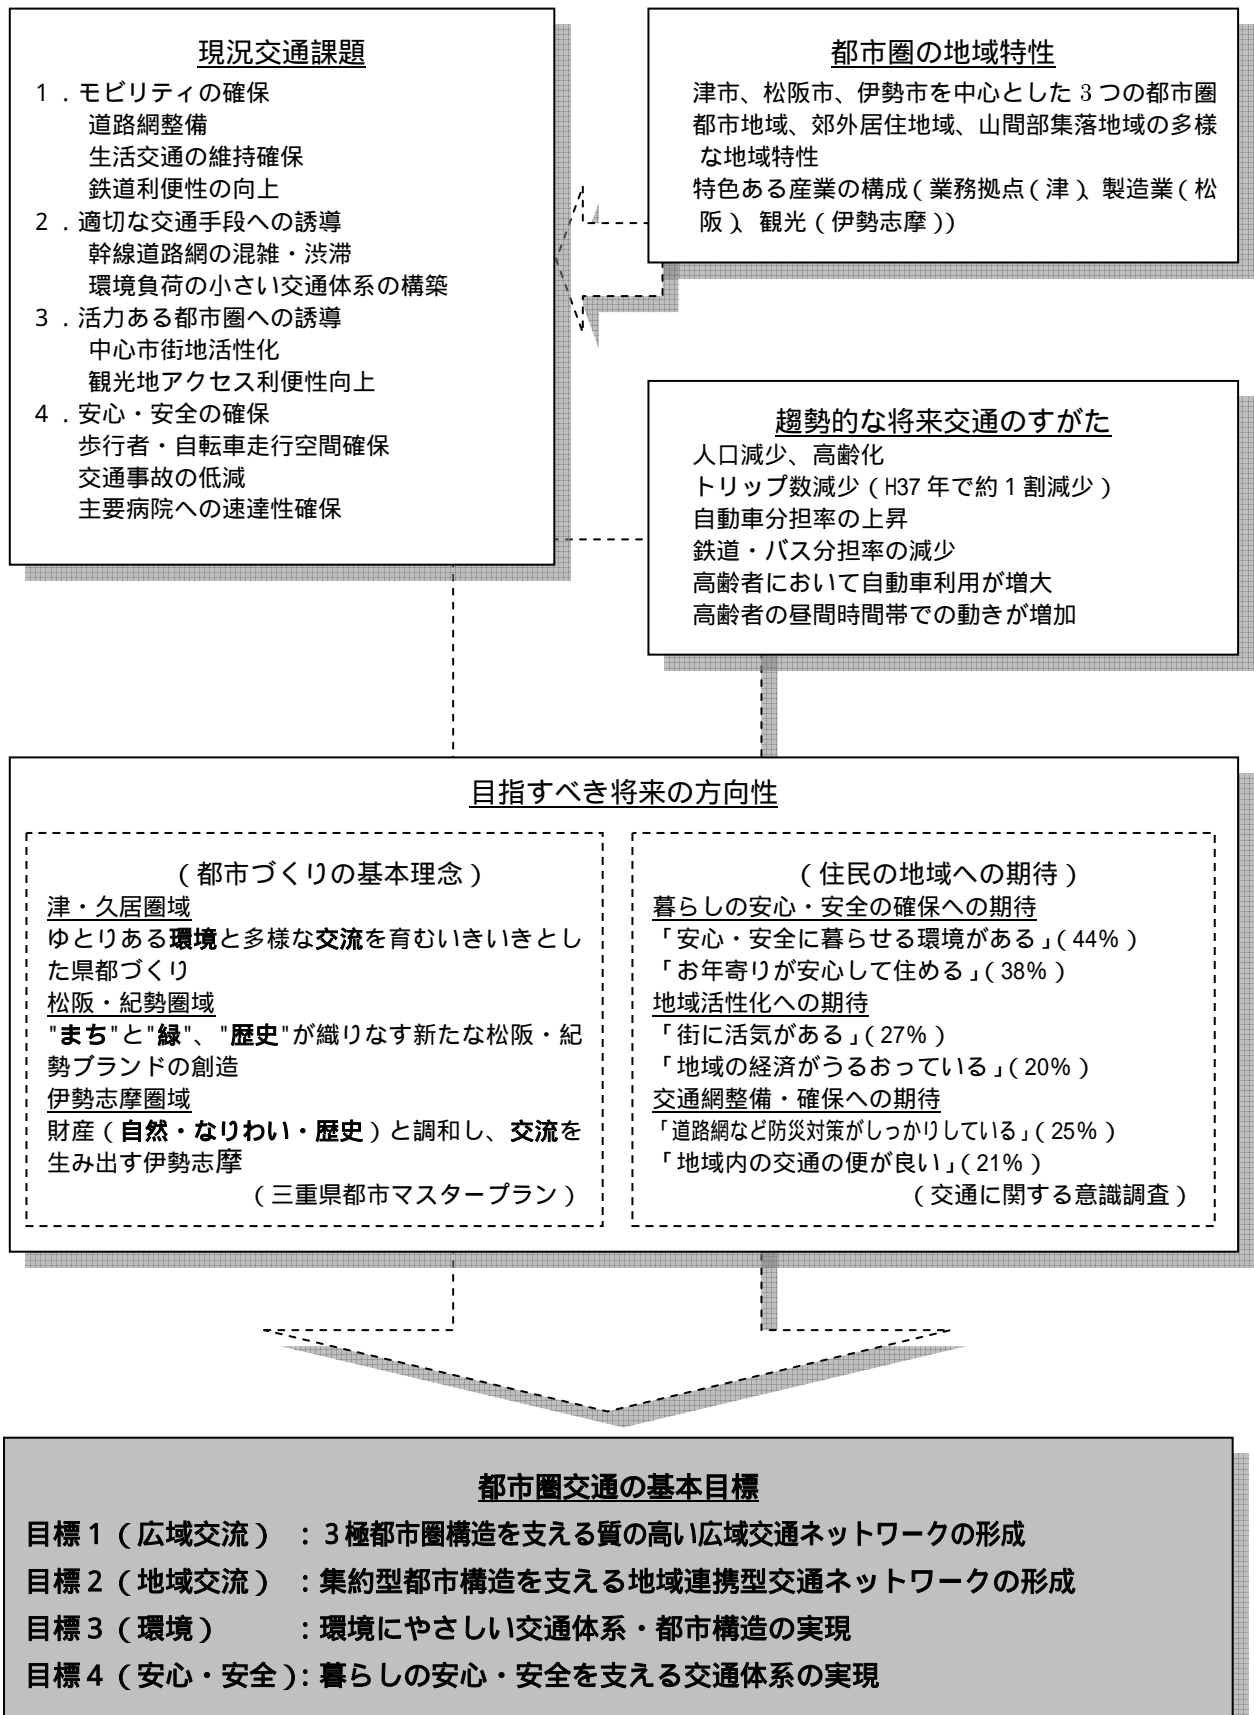 現況交通課題
1．モビリティの確保
道路網整備
生活交通の維持確保
鉄道利便性の向上
2．適切な交通手段への誘導
幹線道路網の混雑・渋滞
環境負荷の小さい交通体系の構築
3．活力ある都市圏への誘導
中心市街地活性化
観光地アクセス利便性向上
4．安心・安全の確保
歩行者・自転車走行空間確保
交通事故の低減
主要病院への速達性確保
都市圏の地域特性
津市、松阪市、伊勢市を中心とした3つの都市圏
都市地域、郊外居住地域、山間部集落地域の多様
な地域特性
特色ある産業の構成（業務拠点（津）、製造業（松
阪）、観光（伊勢志摩））
趨勢的な将来交通のすがた
人口減少、高齢化
トリップ数減少（H37年で約1割減少）
自動車分担率の上昇
鉄道・バス分担率の減少
高齢者において自動車利用が増大
高齢者の昼間時間帯での動きが増加
目指すべき将来の方向性
（都市づくりの基本理念）
津・久居圏域
ゆとりある環境と多様な交流を育むいきいきとし
た県都づくり
松阪・紀勢圏域
"まち"と"緑"、"歴史"が織りなす新たな松阪・紀
勢ブランドの創造
伊勢志摩圏域
財産（自然・なりわい・歴史）と調和し、交流を
生み出す伊勢志摩
（三重県都市マスタープラン）
（住民の地域への期待）
暮らしの安心・安全の確保への期待
「安心・安全に暮らせる環境がある」（44%）
「お年寄りが安心して住める」（38%）
地域活性化への期待
「街に活気がある」（27%）
「地域の経済がうるおっている」（20%）
交通網整備・確保への期待
「道路網など防災対策がしっかりしている」（25%）
「地域内の交通の便が良い」（21%）
（交通に関する意識調査）
都市圏交通の基本目標
目標1（広域交流）：3極都市圏構造を支える質の高い広域交通ネットワークの形成
目標2（地域交流）：集約型都市構造を支える地域連携型交通ネットワークの形成
目標3（環境）：環境にやさしい交通体系・都市構造の実現
目標4（安心・安全）：暮らしの安心・安全を支える交通体系の実現